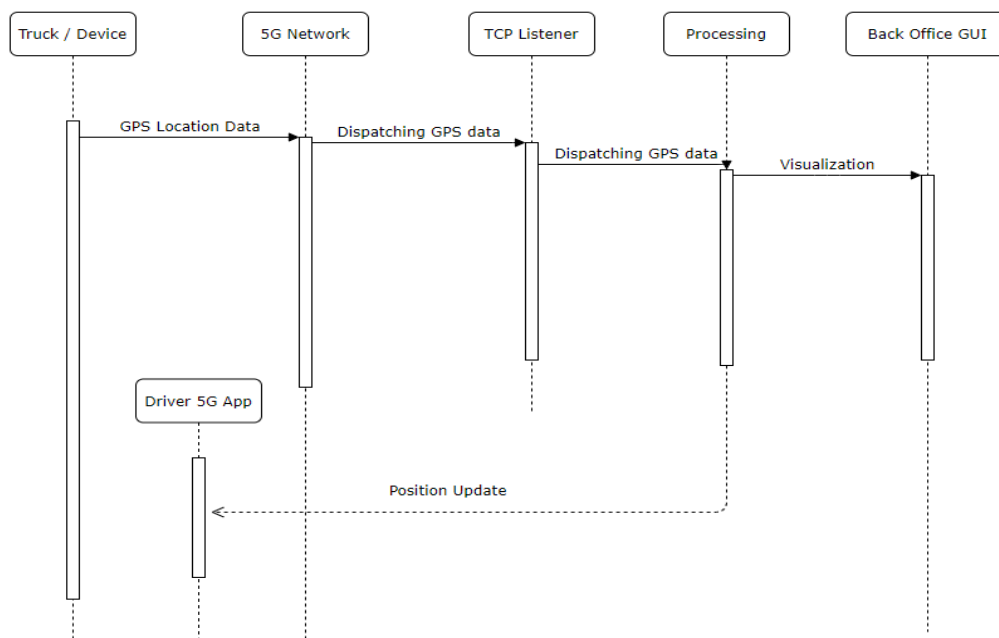 Truck / Device
5G Network
TCP Listener
Processing
Back Office GUI
GPS Location Data
Dispatching GPS data
Dispatching GPS data
Visualization
Driver 5G App
Position Update